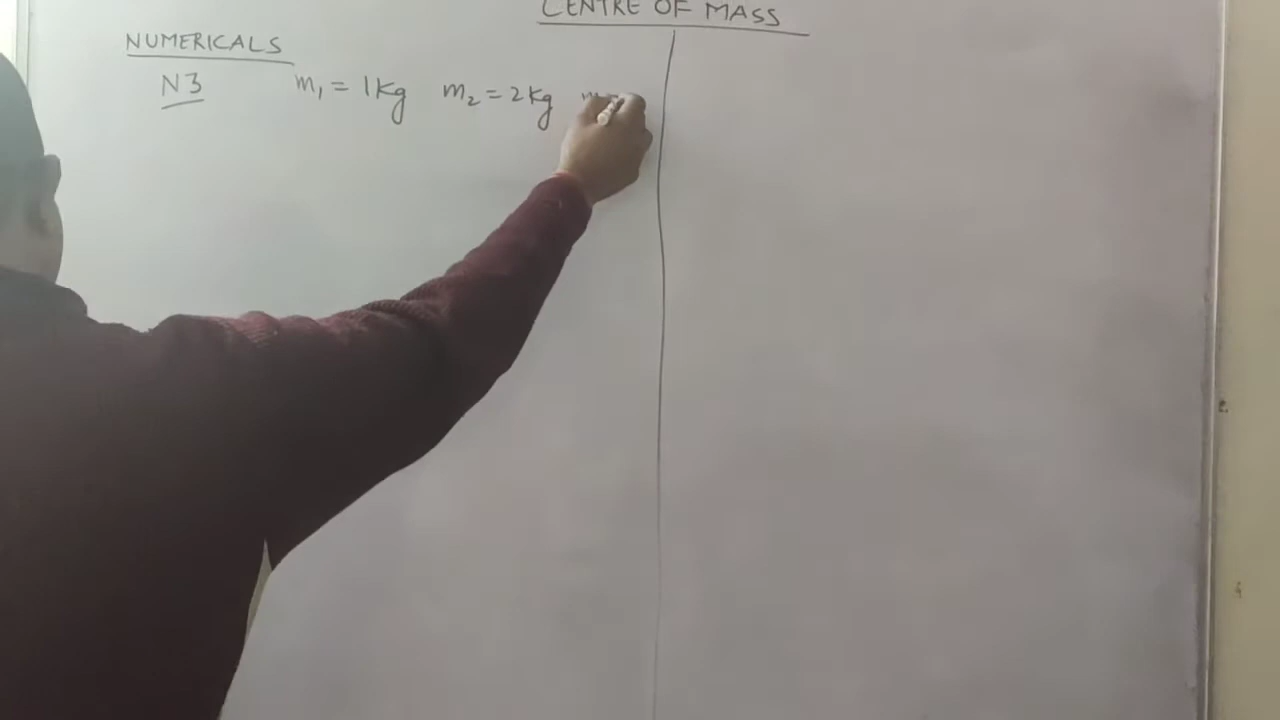 CENTRE OF MASS
NUMERICALS
N3 m₁ = 1Kg m₂ = 2Kg m